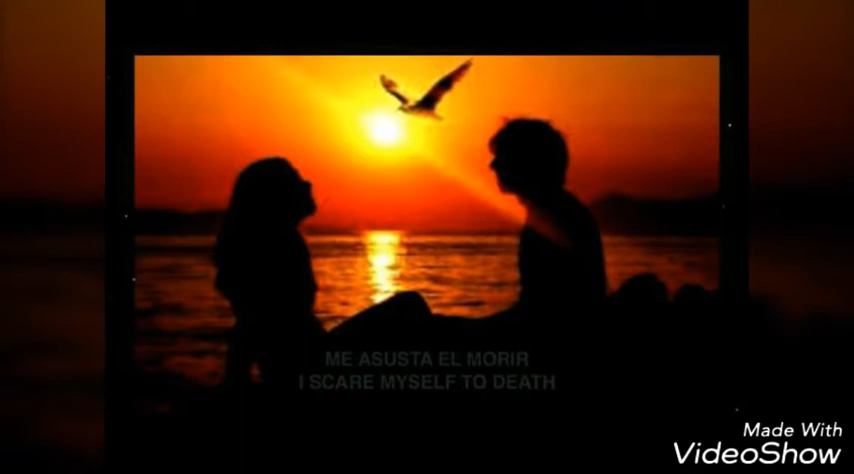 ME ASUSTA EL MORIR
I SCARE MYSELF TO DEATH
Made With
VideoShow